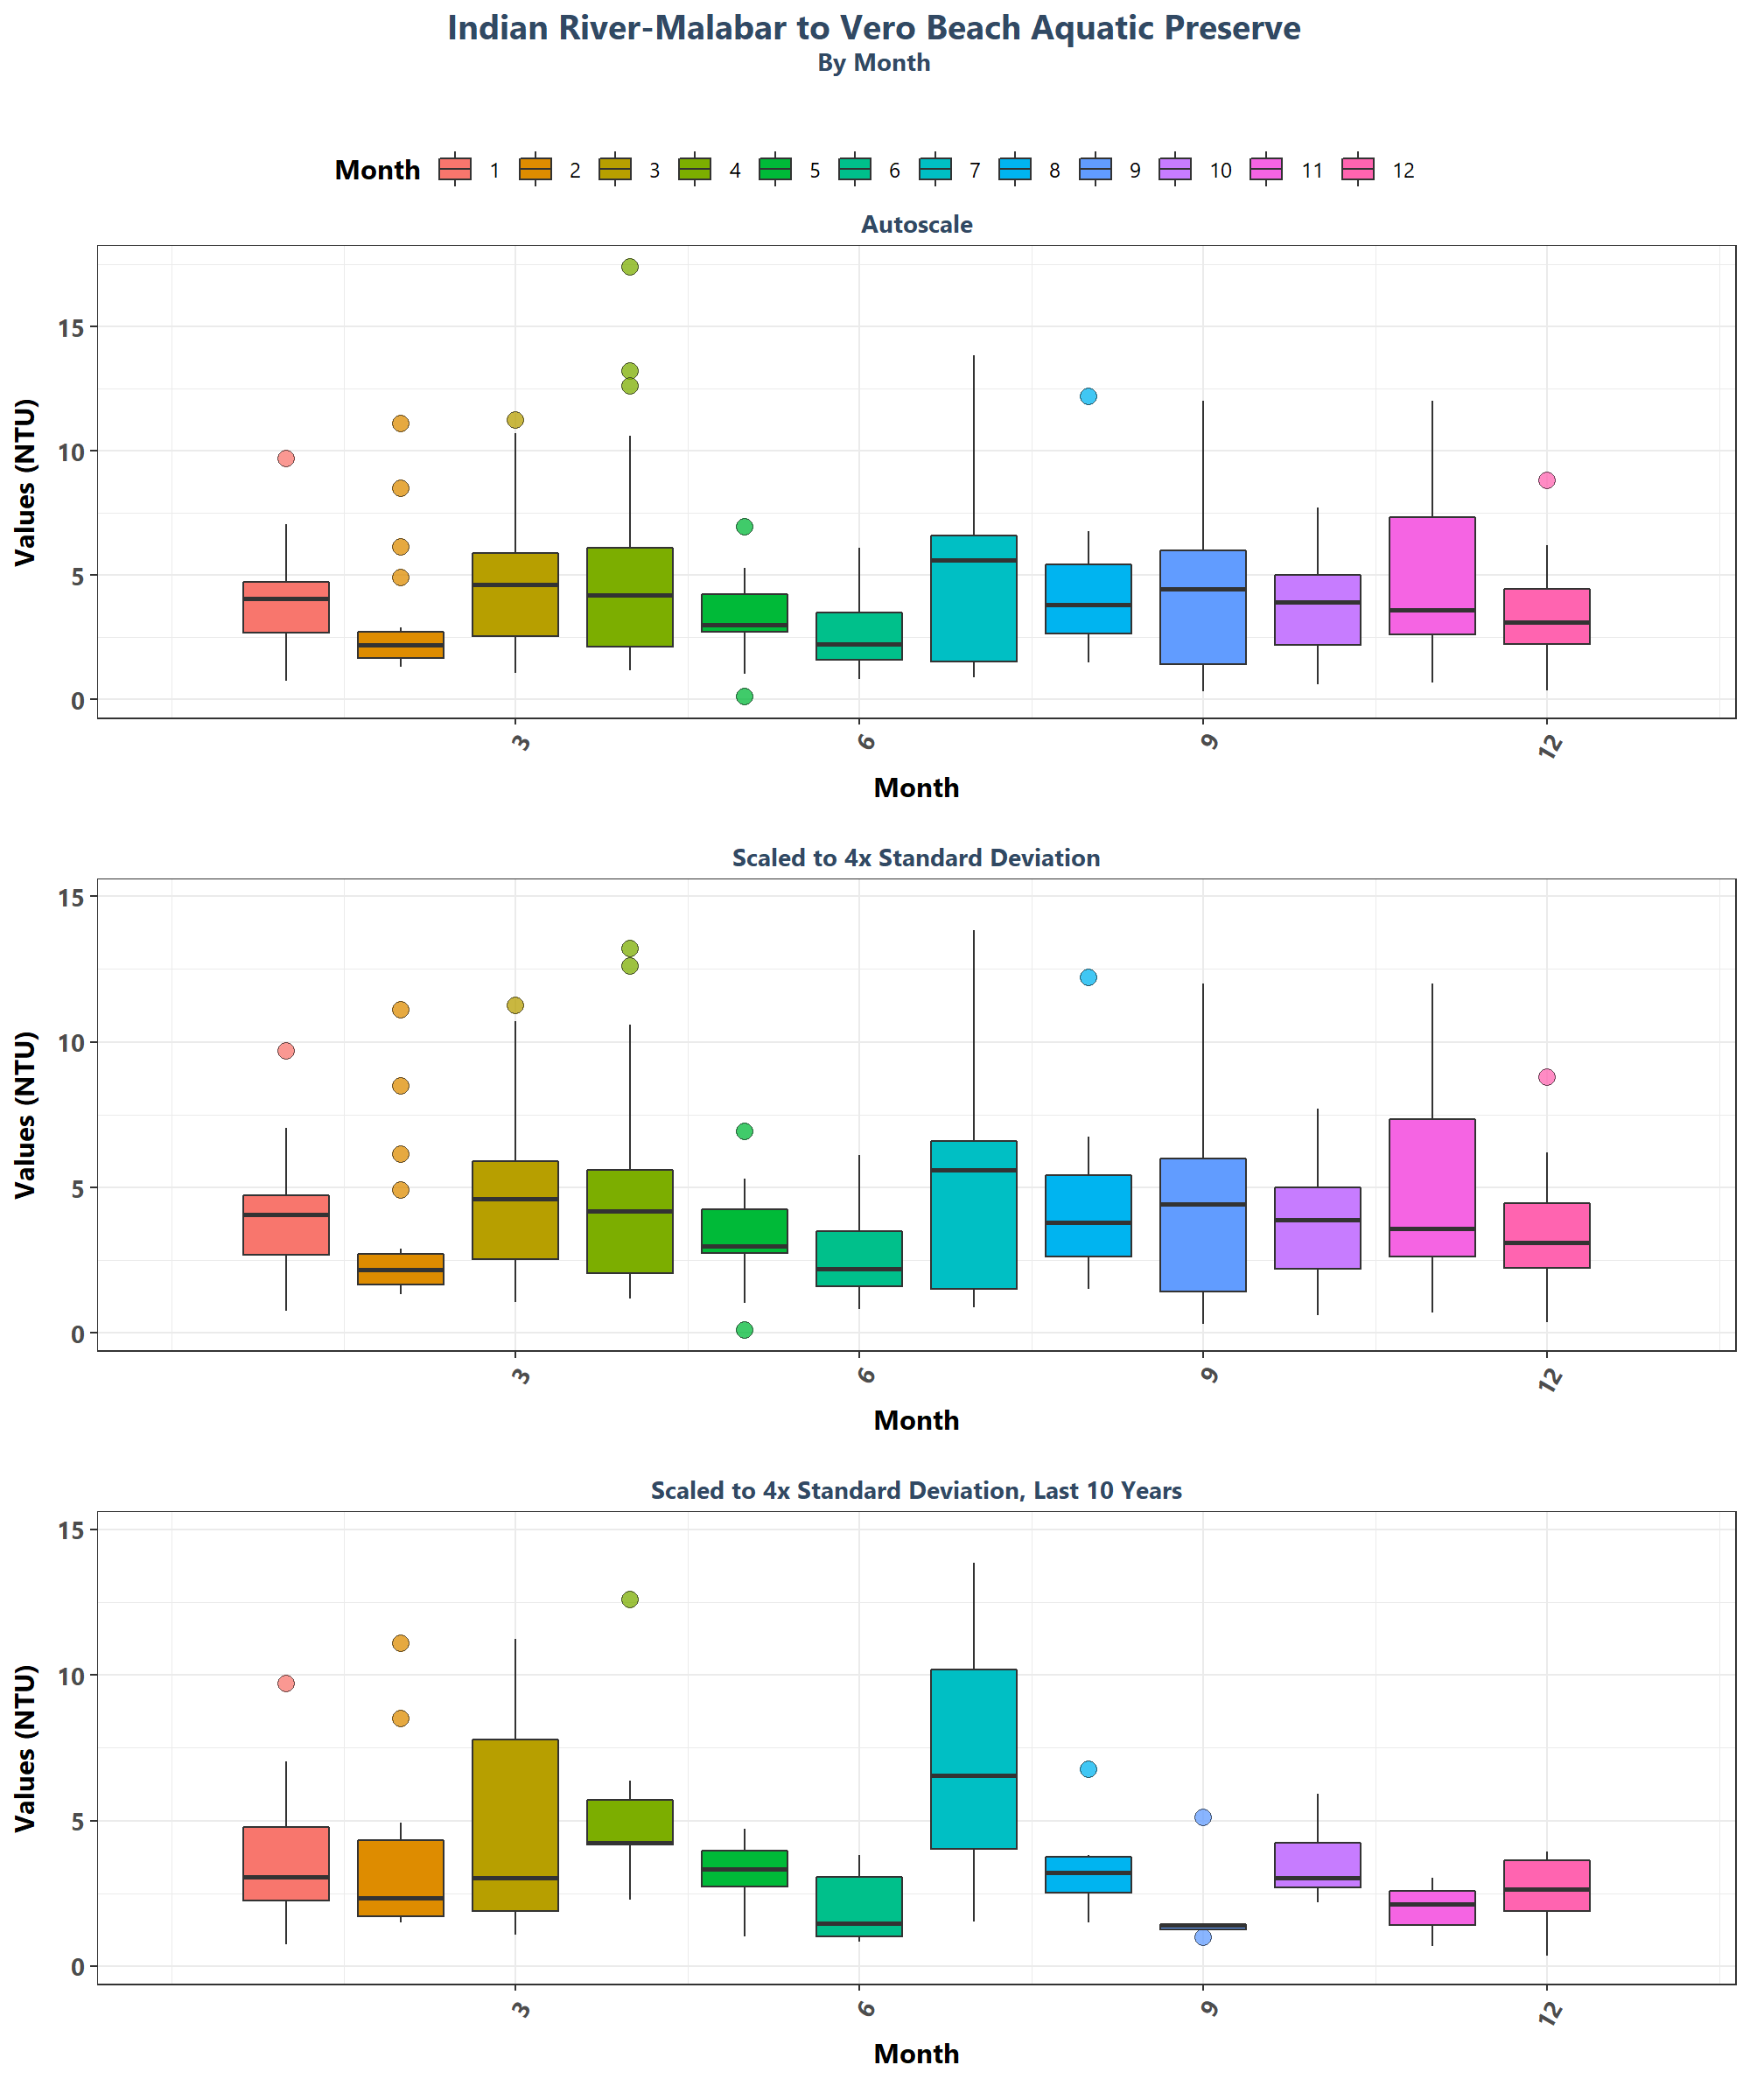 Indian River-Malabar to Vero Beach Aquatic Preserve
By Month
Month 1 2 3 4 5 6 7 8 9 10 11 12
Autoscale
Values (NTU)
15
10
5
0
3 6 9 12
Month
Scaled to 4x Standard Deviation
Values (NTU)
15
10
5
0
3 6 9 12
Month
Scaled to 4x Standard Deviation, Last 10 Years
Values (NTU)
15
10
5
0
3 6 9 12
Month